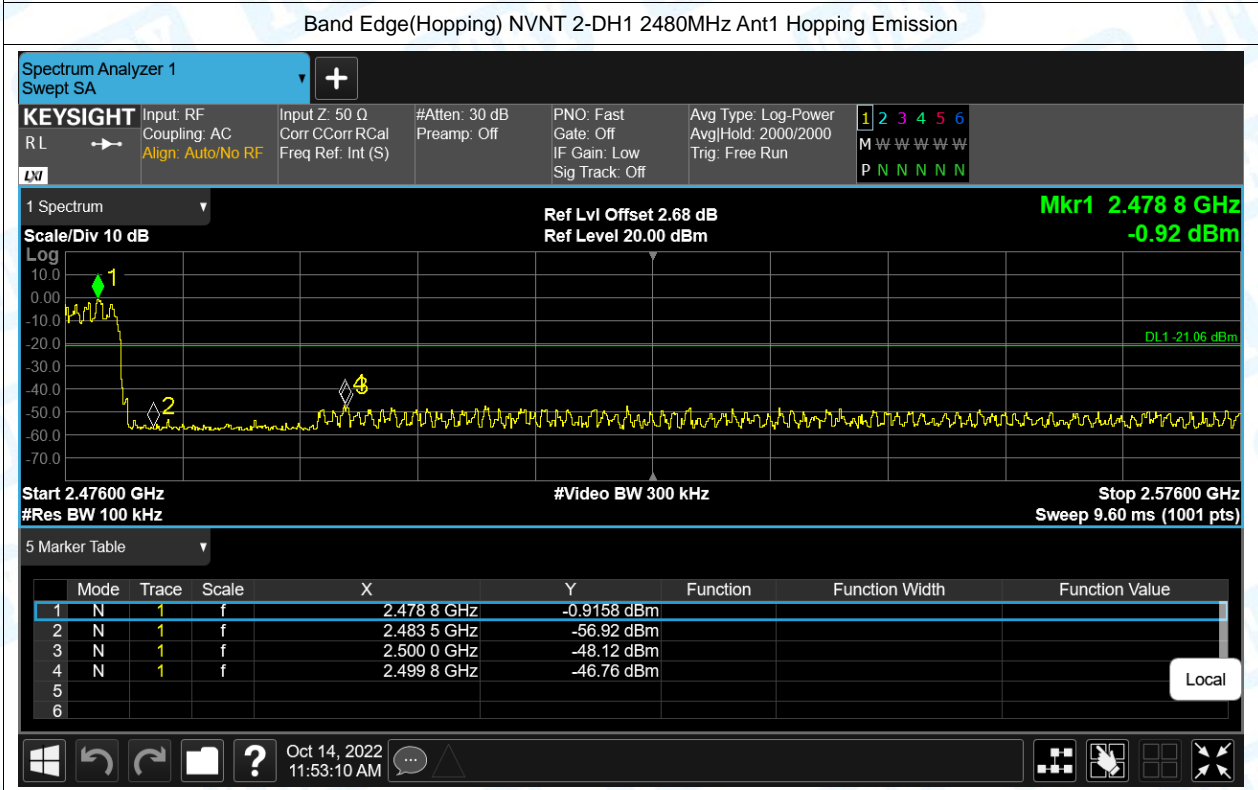 Band Edge(Hopping) NVNT 2-DH1 2480MHz Ant1 Hopping Emission
Spectrum Analyzer 1
Swept SA
+
KEYSIGHT Input: RF Input Z: 50 Ω #Atten: 30 dB PNO: Fast Avg Type: Log-Power 1 2 3 4 5 6
RL Coupling: AC Corr CCorr RCal Preamp: Off Gate: Off Avg|Hold: 2000/2000 M W W W W W
Align: Auto/No RF Freq Ref: Int (S) IF Gain: Low Trig: Free Run
LXI Sig Track: Off P N N N N N
1 Spectrum Ref Lvl Offset 2.68 dB Mkr1 2.478 8 GHz
Scale/Div 10 dB Ref Level 20.00 dBm -0.92 dBm
Log
10.0 1
0.00
-10.0
-20.0 DL1 -21.06 dBm
-30.0
-40.0 4
-50.0 2
-60.0
-70.0
Start 2.47600 GHz #Video BW 300 kHz Stop 2.57600 GHz
#Res BW 100 kHz Sweep 9.60 ms (1001 pts)
5 Marker Table
Mode Trace Scale X Y Function Function Width Function Value
1 N 1 f 2.478 8 GHz -0.9158 dBm
2 N 1 f 2.483 5 GHz -56.92 dBm
3 N 1 f 2.500 0 GHz -48.12 dBm
4 N 1 f 2.499 8 GHz -46.76 dBm
5
6
Local
? Oct 14, 2022
11:53:10 AM